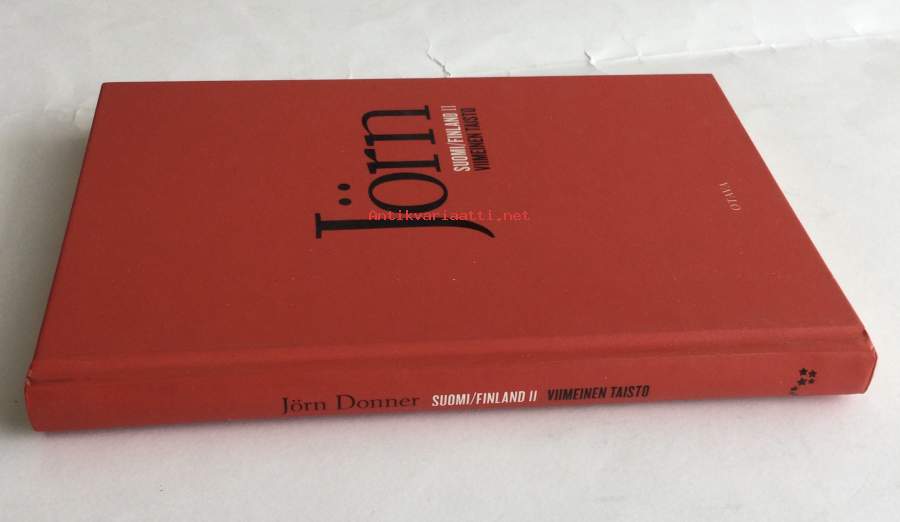 Jörn
SUOMI/FINLAND II
VIIMEINEN TAISTO
Antikvariaatti.net
OTAVA
Jörn Donner SUOMI/FINLAND II VIIMEINEN TAISTO